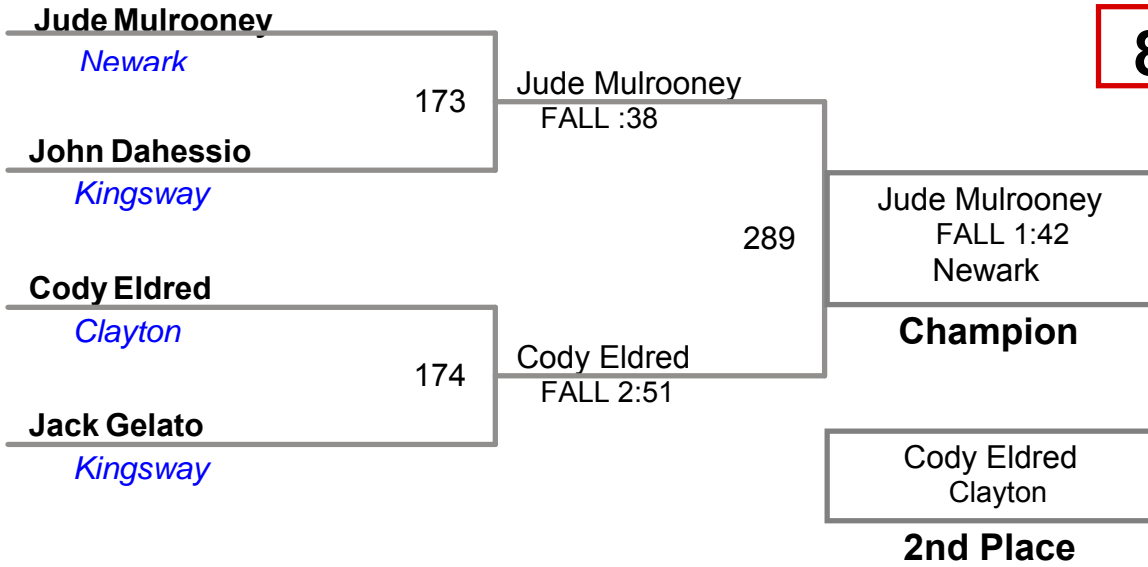 Jude Mulrooney
Newark
173
John Dahessio
Kingsway
Jude Mulrooney
FALL :38
Cody Eldred
Clayton
174
Jack Gelato
Kingsway
Cody Eldred
FALL 2:51
289
Jude Mulrooney
FALL 1:42
Newark
Champion
Cody Eldred
Clayton
2nd Place